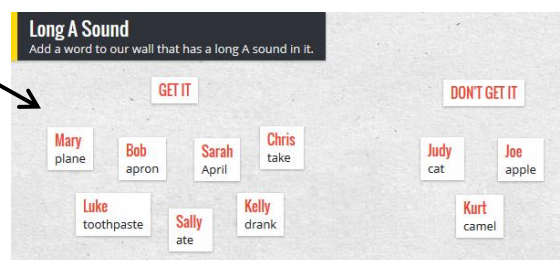 Long A Sound
Add a word to our wall that has a long A sound in it.
GET IT
DON'T GET IT
Mary
plane
Bob
apron
Sarah
April
Chris
take
Judy
cat
Joe
apple
Luke
toothpaste
Sally
ate
Kelly
drank
Kurt
camel